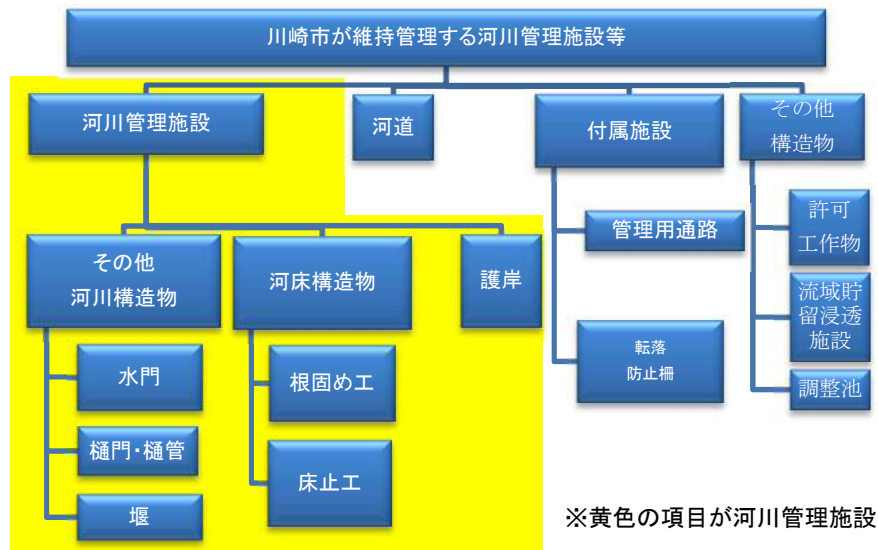 川崎市が維持管理する河川管理施設等
河川管理施設
河道
付属施設
その他
構造物
管理用通路
転落
防止柵
許可
工作物
流域貯
留浸透
施設
調整池
その他
河川構造物
河床構造物
護岸
水門
樋門・樋管
堰
根固め工
床止工
※黄色の項目が河川管理施設